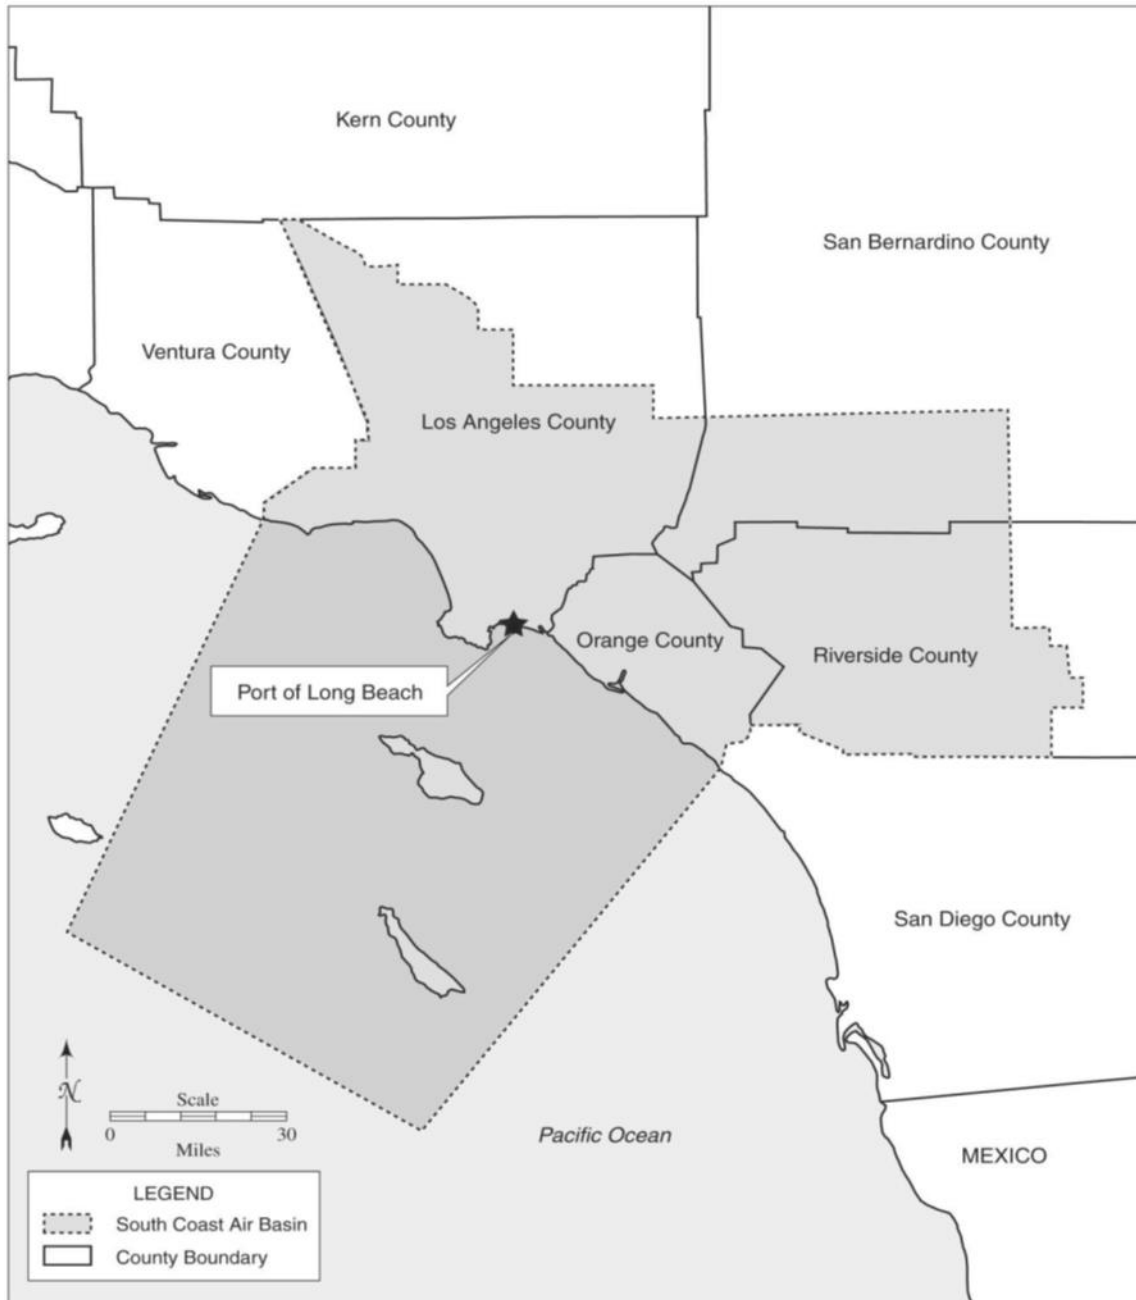 Kern County
San Bernardino County
Ventura County
Los Angeles County
Orange County
Riverside County
Port of Long Beach
San Diego County
N
Scale
0 30
Miles
Pacific Ocean
MEXICO
LEGEND
South Coast Air Basin
County Boundary